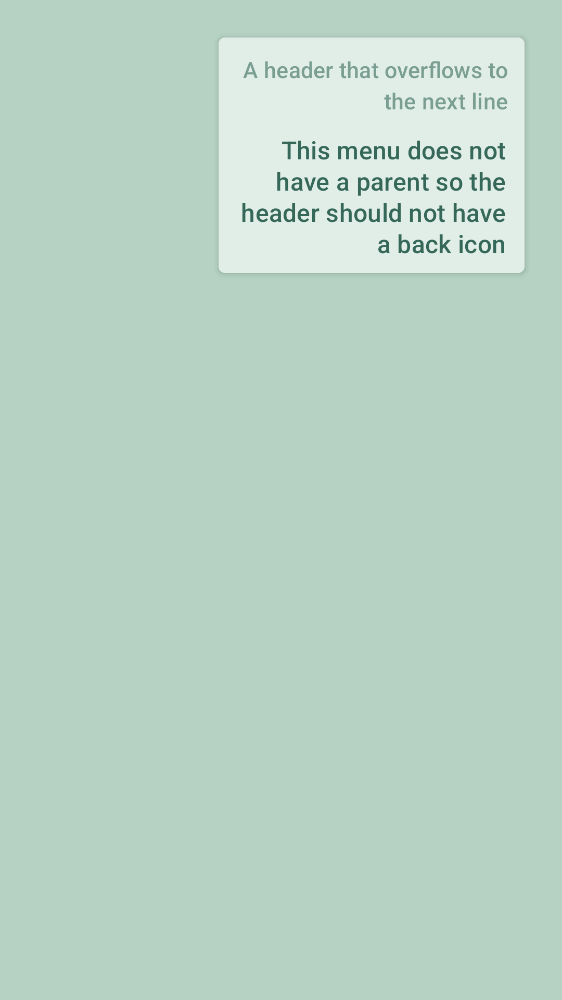 A header that overflows to
the next line
This menu does not
have a parent so the
header should not have
a back icon